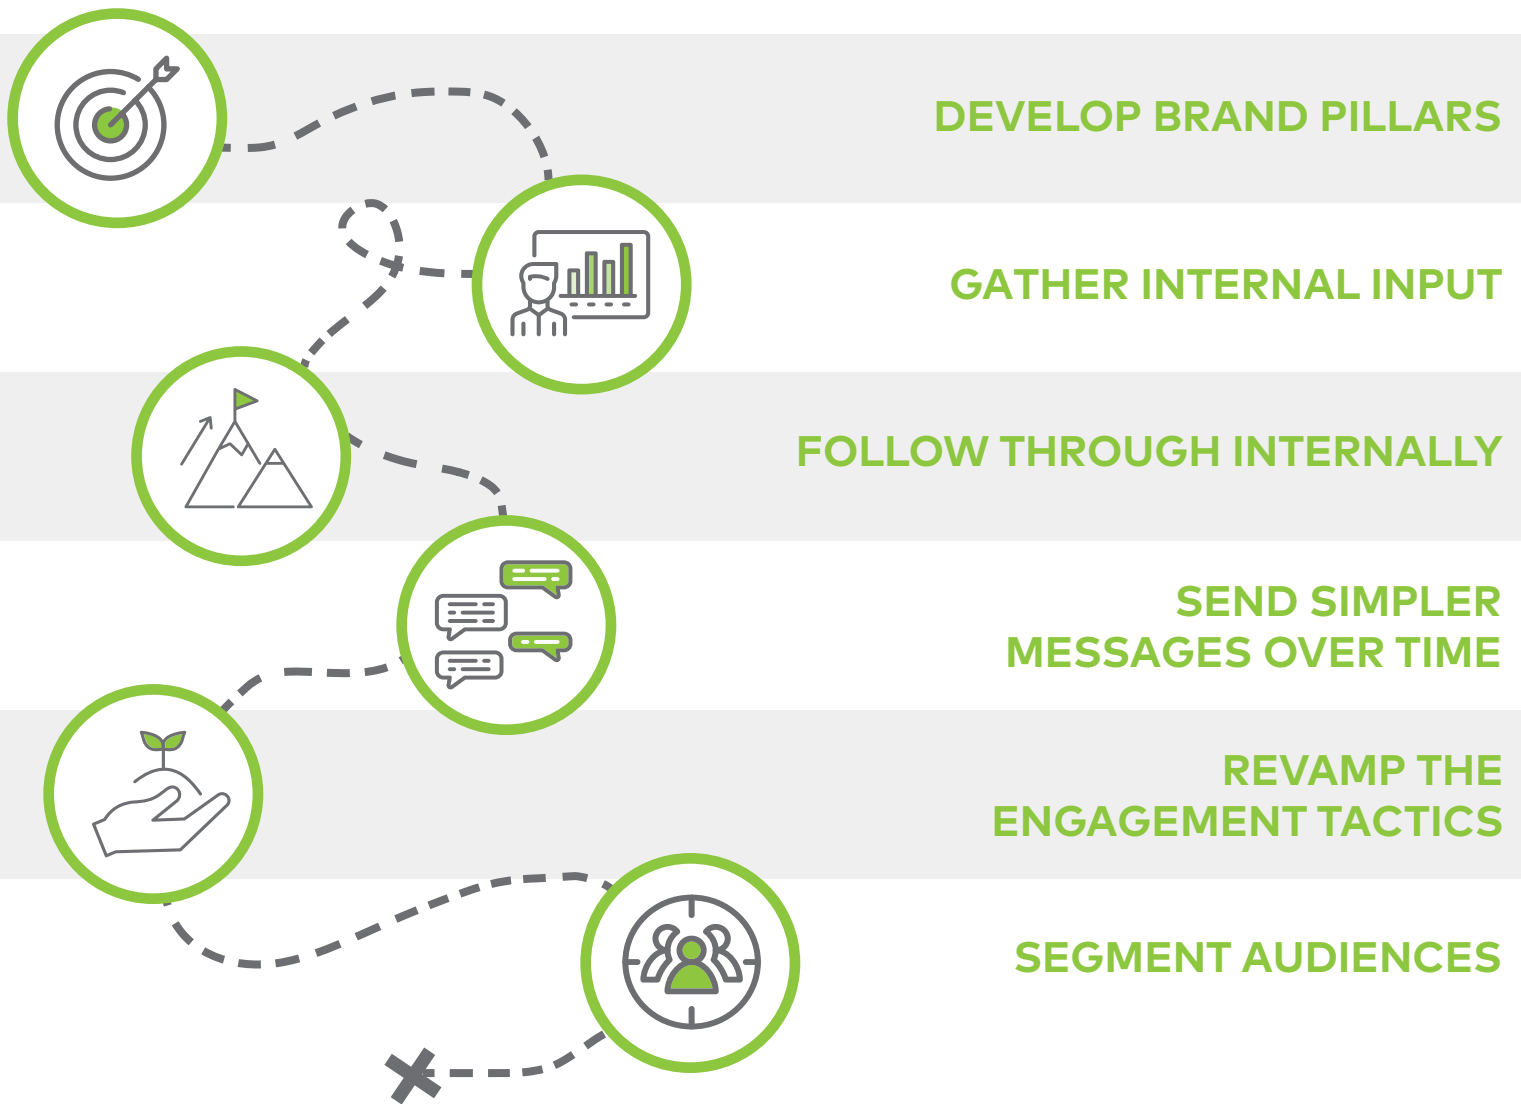 DEVELOP BRAND PILLARS
GATHER INTERNAL INPUT
FOLLOW THROUGH INTERNALLY
SEND SIMPLER
MESSAGES OVER TIME
REVAMP THE
ENGAGEMENT TACTICS
SEGMENT AUDIENCES